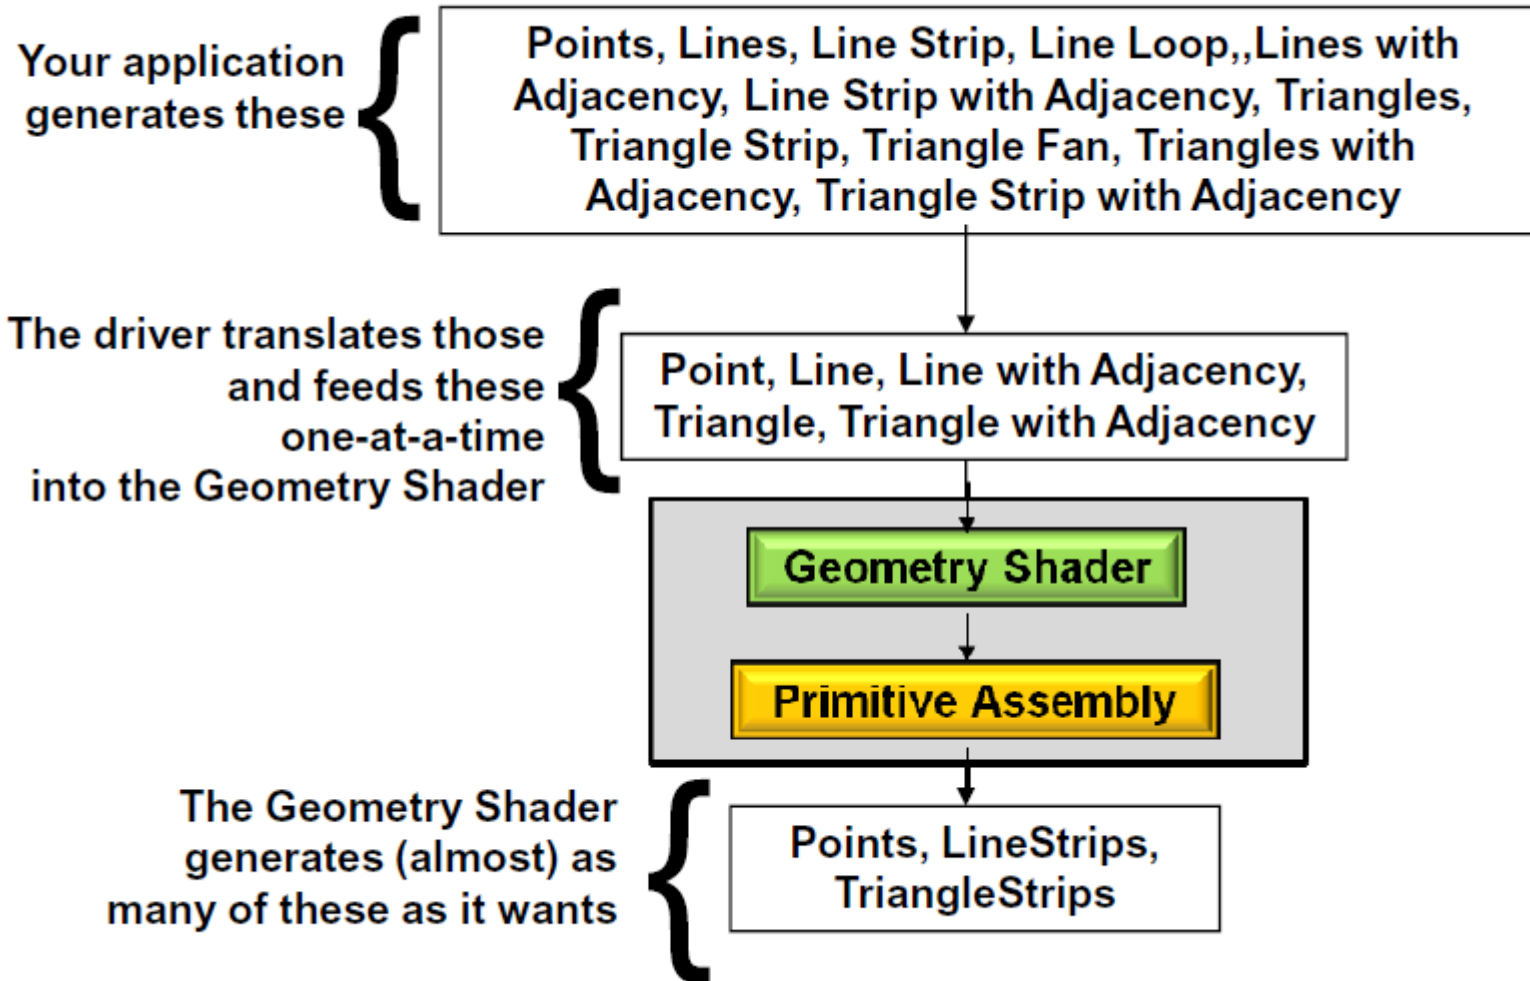 Your application
generates these
Points, Lines, Line Strip, Line Loop,,Lines with
Adjacency, Line Strip with Adjacency, Triangles,
Triangle Strip, Triangle Fan, Triangles with
Adjacency, Triangle Strip with Adjacency
The driver translates those
and feeds these
one-at-a-time
into the Geometry Shader
Point, Line, Line with Adjacency,
Triangle, Triangle with Adjacency
Geometry Shader
Primitive Assembly
The Geometry Shader
generates (almost) as
many of these as it wants
Points, LineStrips,
TriangleStrips